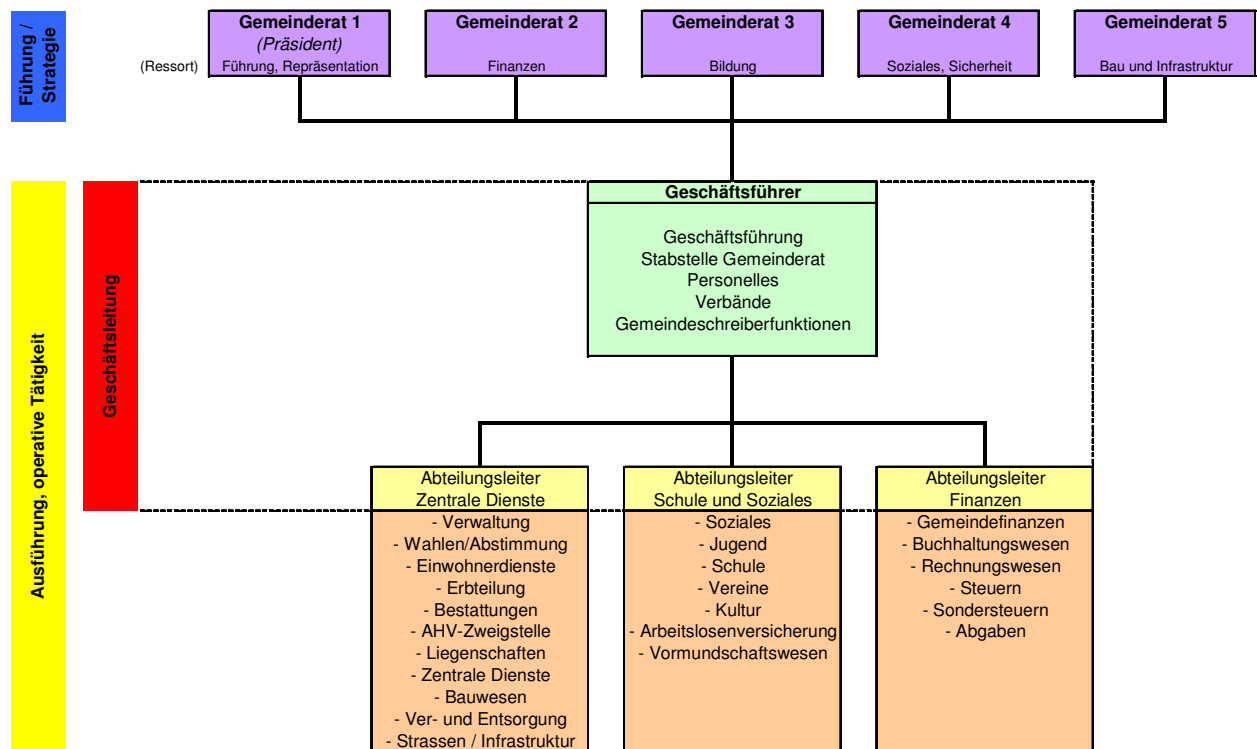 Führung /
Strategie
Gemeinderat 1
(Präsident)
(Ressort)
Führung, Repräsentation
Gemeinderat 2
Finanzen
Gemeinderat 3
Bildung
Gemeinderat 4
Soziales, Sicherheit
Gemeinderat 5
Bau und Infrastruktur
Ausführung, operative Tätigkeit
Geschäftsleitung
Geschäftsführer
Geschäftsführung
Stabstelle Gemeinderat
Personelles
Verbände
Gemeindeschreiberfunktionen
Abteilungsleiter
Zentrale Dienste
- Verwaltung
- Wahlen/Abstimmung
- Einwohnerdienste
- Erbteilung
- Bestattungen
- AHV-Zweigstelle
- Liegenschaften
- Zentrale Dienste
- Bauwesen
- Ver- und Entsorgung
- Strassen / Infrastruktur
Abteilungsleiter
Schule und Soziales
- Soziales
- Jugend
- Schule
- Vereine
- Kultur
- Arbeitslosenversicherung
- Vormundschaftswesen
Abteilungsleiter
Finanzen
- Gemeindefinanzen
- Buchhaltungswesen
- Rechnungswesen
- Steuern
- Sondersteuern
- Abgaben